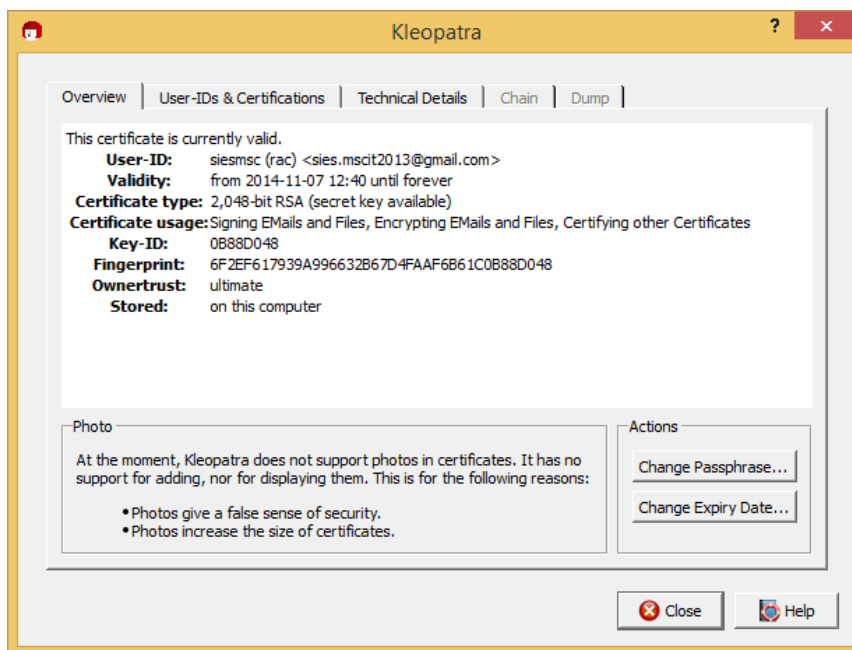 Kleopatra
?
Overview User-IDs & Certifications Technical Details Chain Dump
This certificate is currently valid.
User-ID: siesmsc (rac) <sies.mscit2013@gmail.com>
Validity: from 2014-11-07 12:40 until forever
Certificate type: 2,048-bit RSA (secret key available)
Certificate usage: Signing EMails and Files, Encrypting EMails and Files, Certifying other Certificates
Key-ID: 0B88D048
Fingerprint: 6F2EF617939A996632B67D4FAAF6B61C0B88D048
Ownertrust: ultimate
Stored: on this computer
Photo
At the moment, Kleopatra does not support photos in certificates. It has no
support for adding, nor for displaying them. This is for the following reasons:
• Photos give a false sense of security.
• Photos increase the size of certificates.
Actions
Change Passphrase...
Change Expiry Date...
Close Help